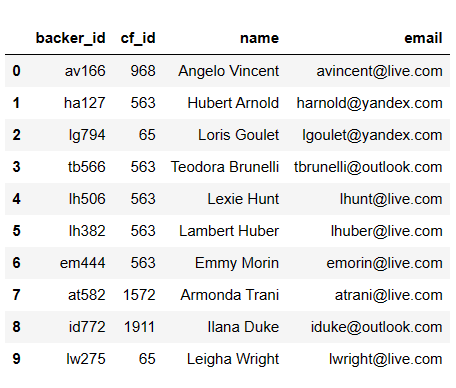 backer_id cf_id name email
0 av166 968 Angelo Vincent avincent@live.com
1 ha127 563 Hubert Arnold harnold@yandex.com
2 lg794 65 Loris Goulet lgoulet@yandex.com
3 tb566 563 Teodora Brunelli tbrunelli@outlook.com
4 lh506 563 Lexie Hunt lhunt@live.com
5 lh382 563 Lambert Huber lhuber@live.com
6 em444 563 Emmy Morin emorin@live.com
7 at582 1572 Armonda Trani atrani@live.com
8 id772 1911 Ilana Duke iduke@outlook.com
9 lw275 65 Leigha Wright lwright@live.com